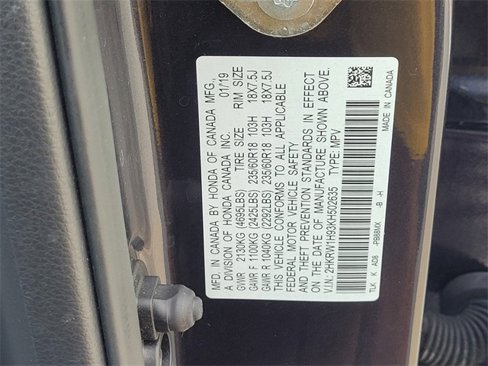 MFD. IN CANADA BY HONDA OF CANADA MFG., 01/19
A DIVISION OF HONDA CANADA INC.
TIRE SIZE RIM SIZE
GVWR 2130KG (4695LBS)
GAWR F 1100KG (2425LBS) 235/60R18 103H 18X7.5J
GAWR R 1040KG (2292LBS) 235/60R18 103H 18X7.5J
THIS VEHICLE CONFORMS TO ALL APPLICABLE
FEDERAL MOTOR VEHICLE SAFETY
AND THEFT PREVENTION STANDARDS IN EFFECT
ON THE DATE OF MANUFACTURE SHOWN ABOVE.
V.I.N.: 2HKRW1H93KH502635 TYPE: MPV
TLK K AD8 -B -H
MADE IN CANADA